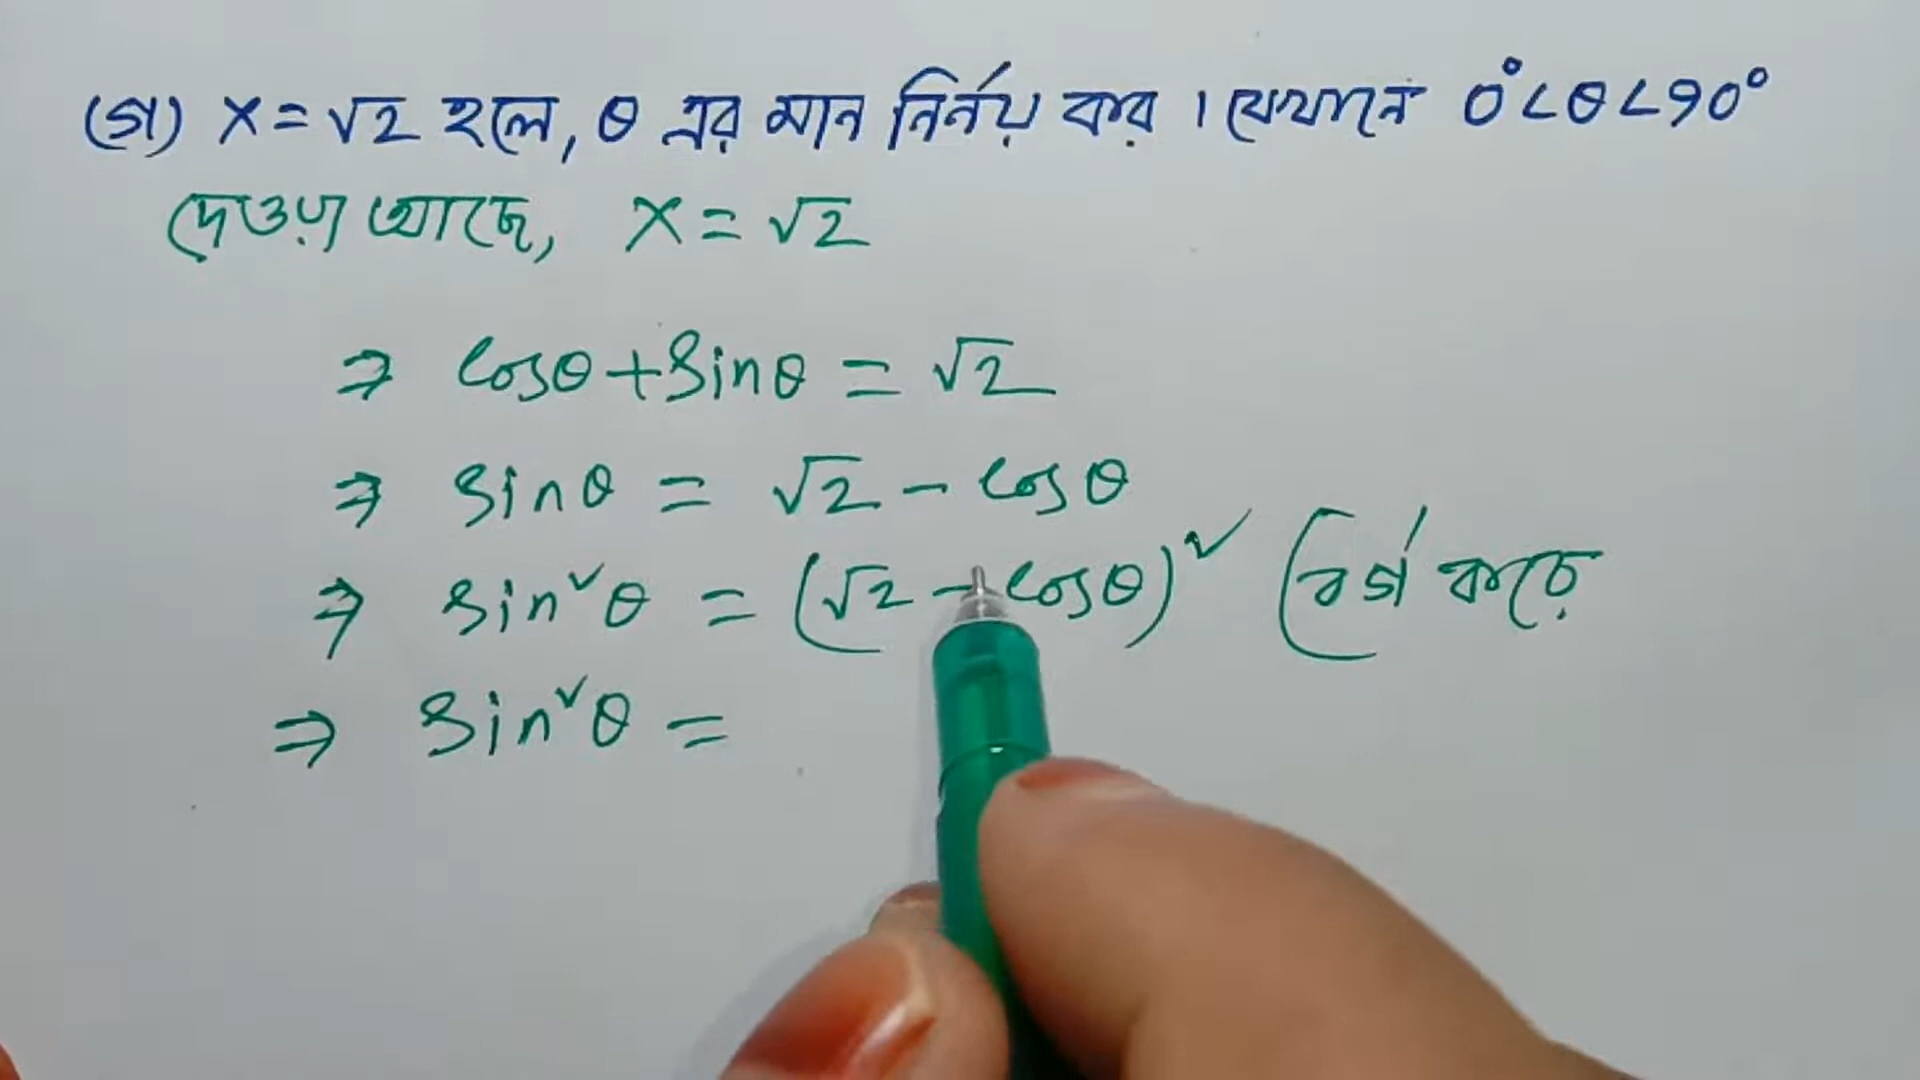 (গ) x = √2 হলে, θ এর মান নির্নয় কর । যেখানে 0° < θ < 90°
দেওয়া আছে, x = √2
⇒ cosθ + sinθ = √2
⇒ sinθ = √2 - cosθ
⇒ sin²θ = (√2 - cosθ)² (বর্গ করে
⇒ sin²θ =